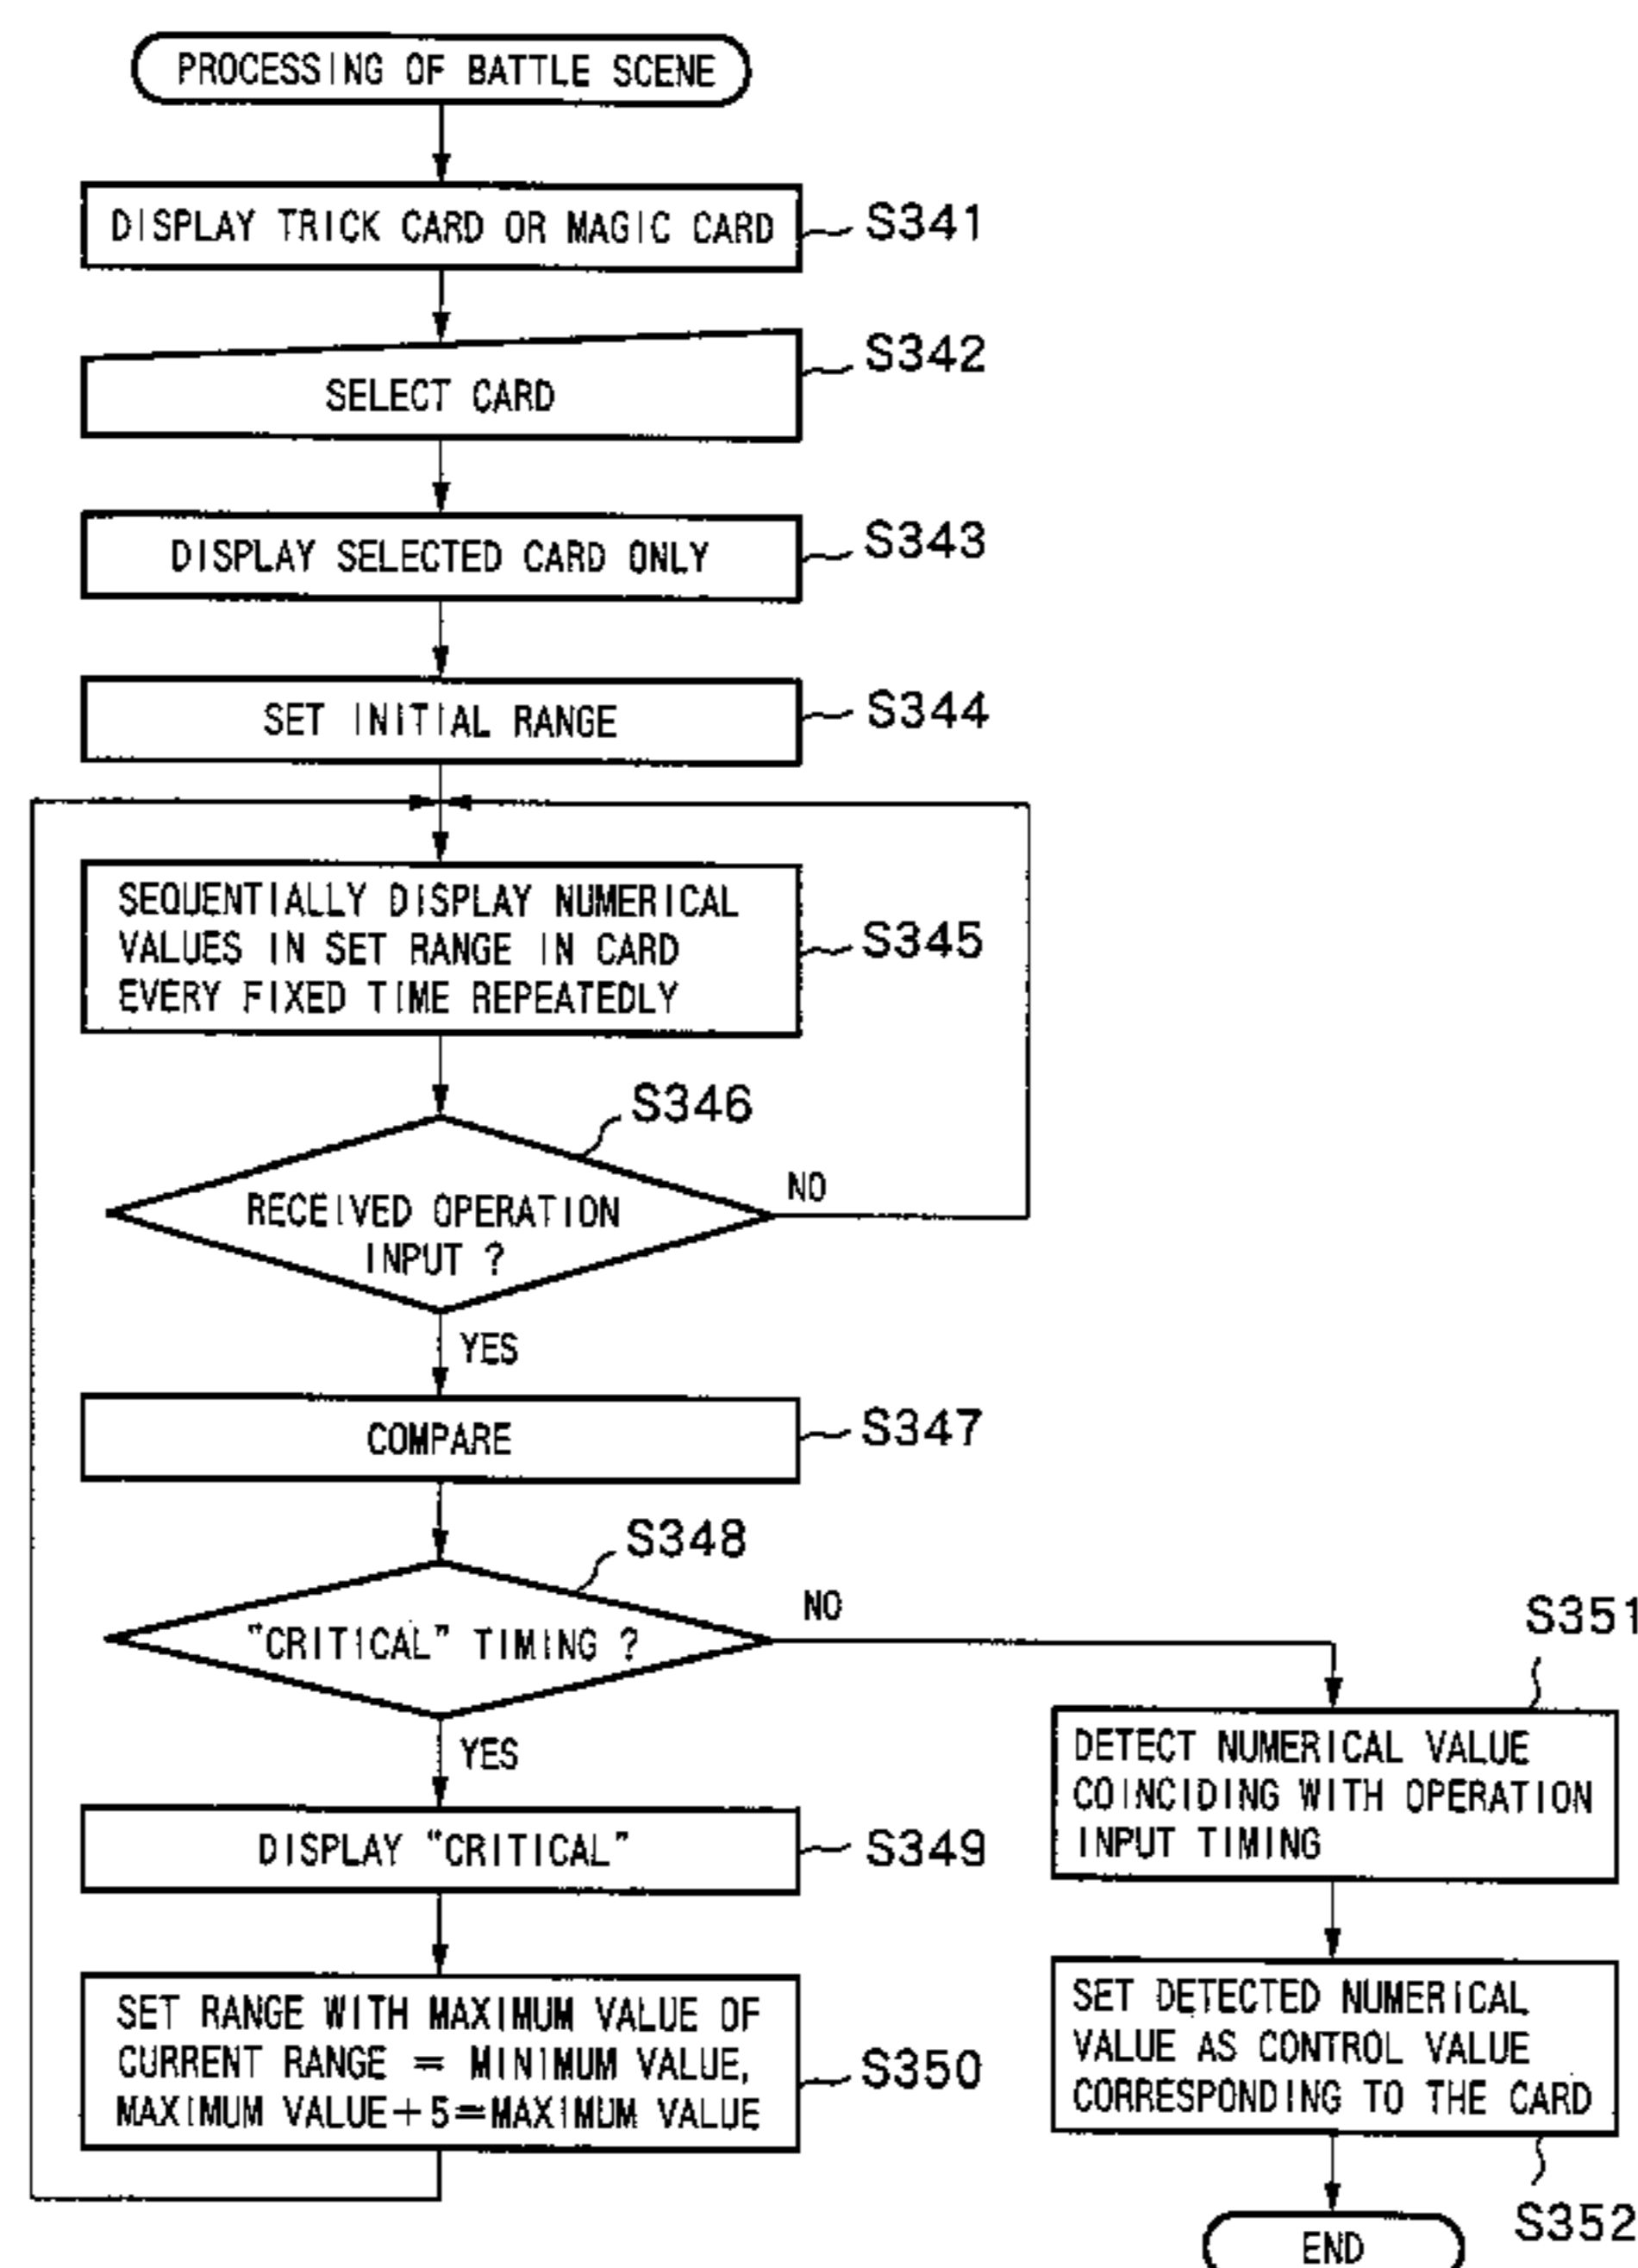 PROCESSING OF BATTLE SCENE
DISPLAY TRICK CARD OR MAGIC CARD
S341
SELECT CARD
S342
DISPLAY SELECTED CARD ONLY
S343
SET INITIAL RANGE
S344
SEQUENTIALLY DISPLAY NUMERICAL
VALUES IN SET RANGE IN CARD
EVERY FIXED TIME REPEATEDLY
S345
S346
RECEIVED OPERATION
INPUT ?
NO
YES
COMPARE
S347
S348
"CRITICAL" TIMING ?
NO
YES
DISPLAY "CRITICAL"
S349
SET RANGE WITH MAXIMUM VALUE OF
CURRENT RANGE = MINIMUM VALUE,
MAXIMUM VALUE+5=MAXIMUM VALUE
S350
S351
DETECT NUMERICAL VALUE
COINCIDING WITH OPERATION
INPUT TIMING
SET DETECTED NUMERICAL
VALUE AS CONTROL VALUE
CORRESPONDING TO THE CARD
S352
END